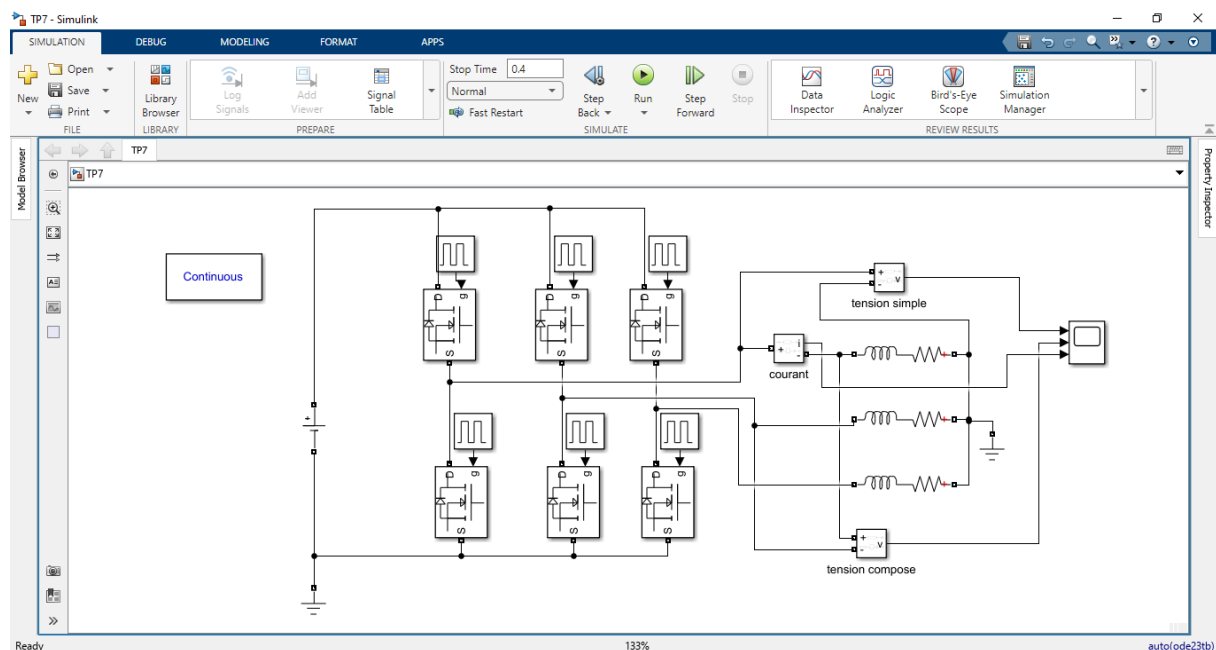 TP7 - Simulink
SIMULATION DEBUG MODELING FORMAT APPS
New
Open
Save
Print
FILE
Library Browser
LIBRARY
Log Signals
Add Viewer
Signal Table
PREPARE
Stop Time 0.4
Normal
Fast Restart
Step Back
Run
Step Forward
Stop
SIMULATE
Data Inspector
Logic Analyzer
Bird's-Eye Scope
Simulation Manager
REVIEW RESULTS
Model Browser
TP7
TP7
Property Inspector
Continuous
g
D
S
g
D
S
g
D
S
g
D
S
g
D
S
g
D
S
+
+
-
v
tension simple
+
i
-
courant
+
+
+
+
-
v
tension compose
Ready
133%
auto(ode23tb)